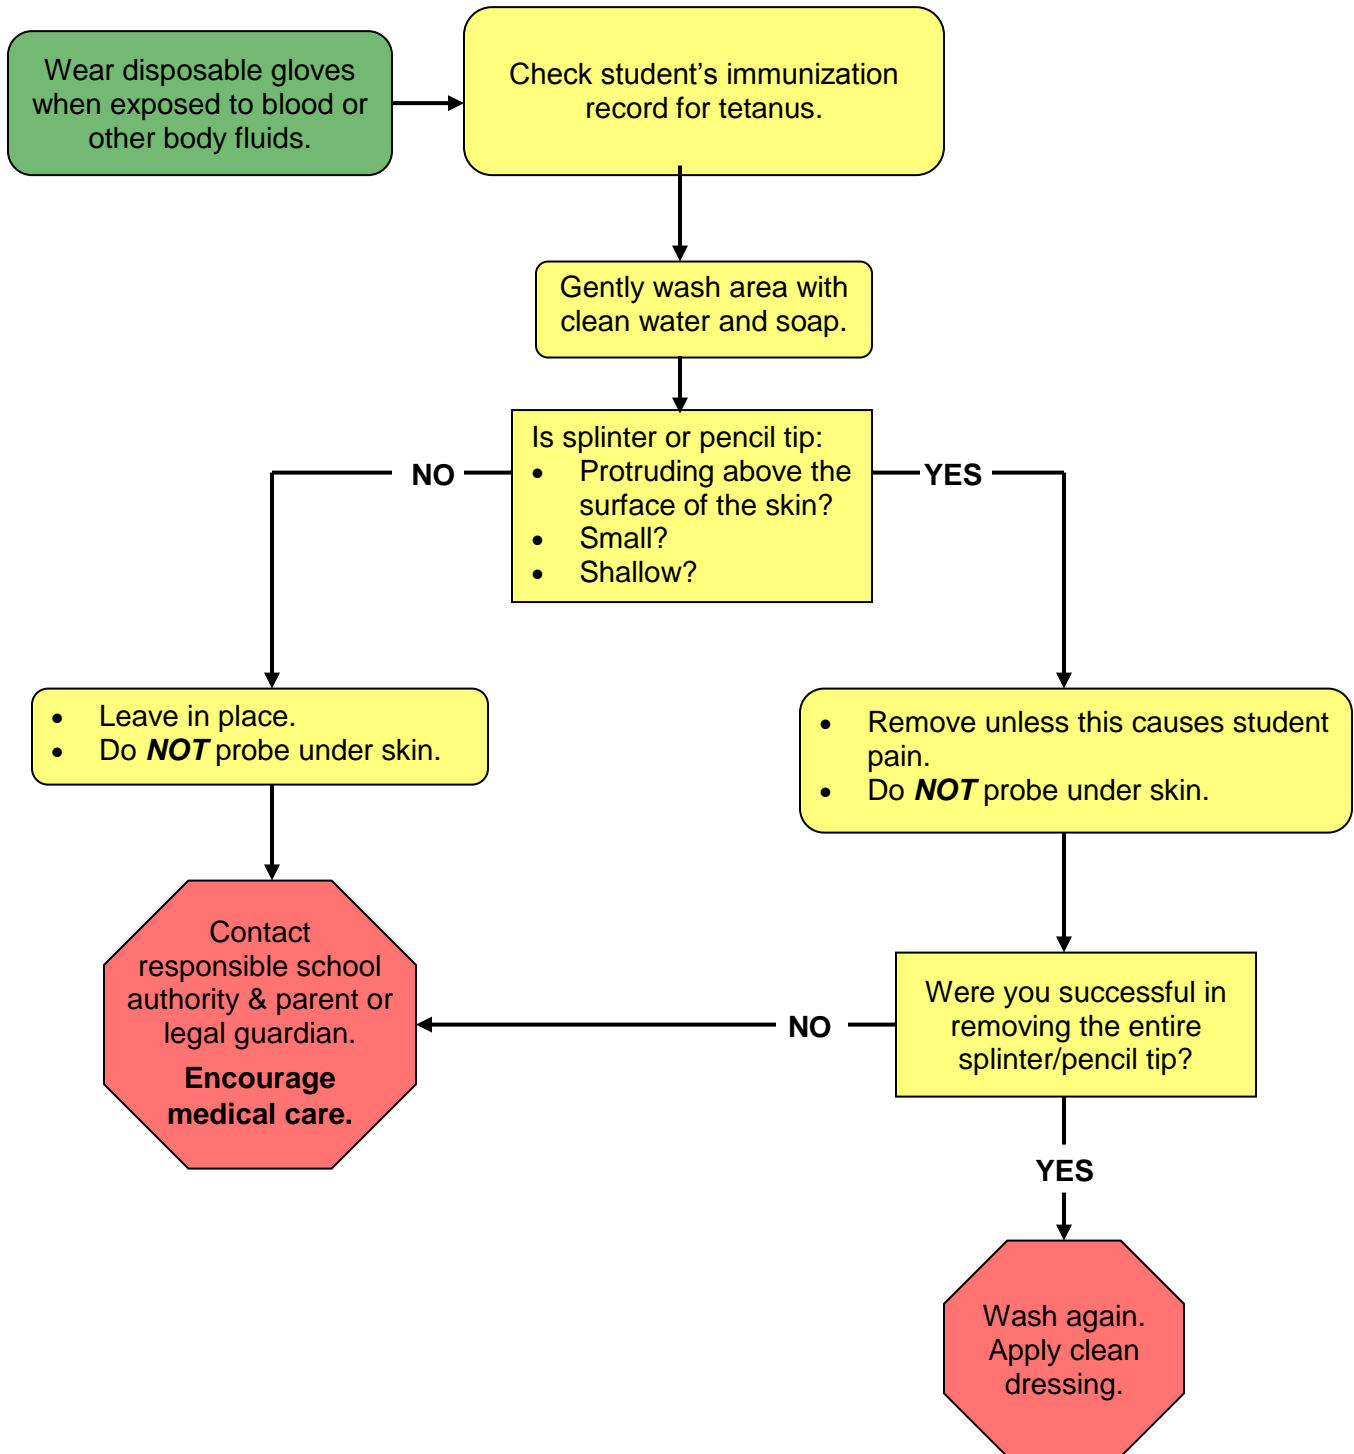 Wear disposable gloves
when exposed to blood or
other body fluids.
Check student’s immunization
record for tetanus.
Gently wash area with
clean water and soap.
Is splinter or pencil tip:
• Protruding above the
surface of the skin?
• Small?
• Shallow?
NO
YES
• Leave in place.
• Do NOT probe under skin.
• Remove unless this causes student
pain.
• Do NOT probe under skin.
Contact
responsible school
authority & parent or
legal guardian.
Encourage
medical care.
NO
Were you successful in
removing the entire
splinter/pencil tip?
YES
Wash again.
Apply clean
dressing.